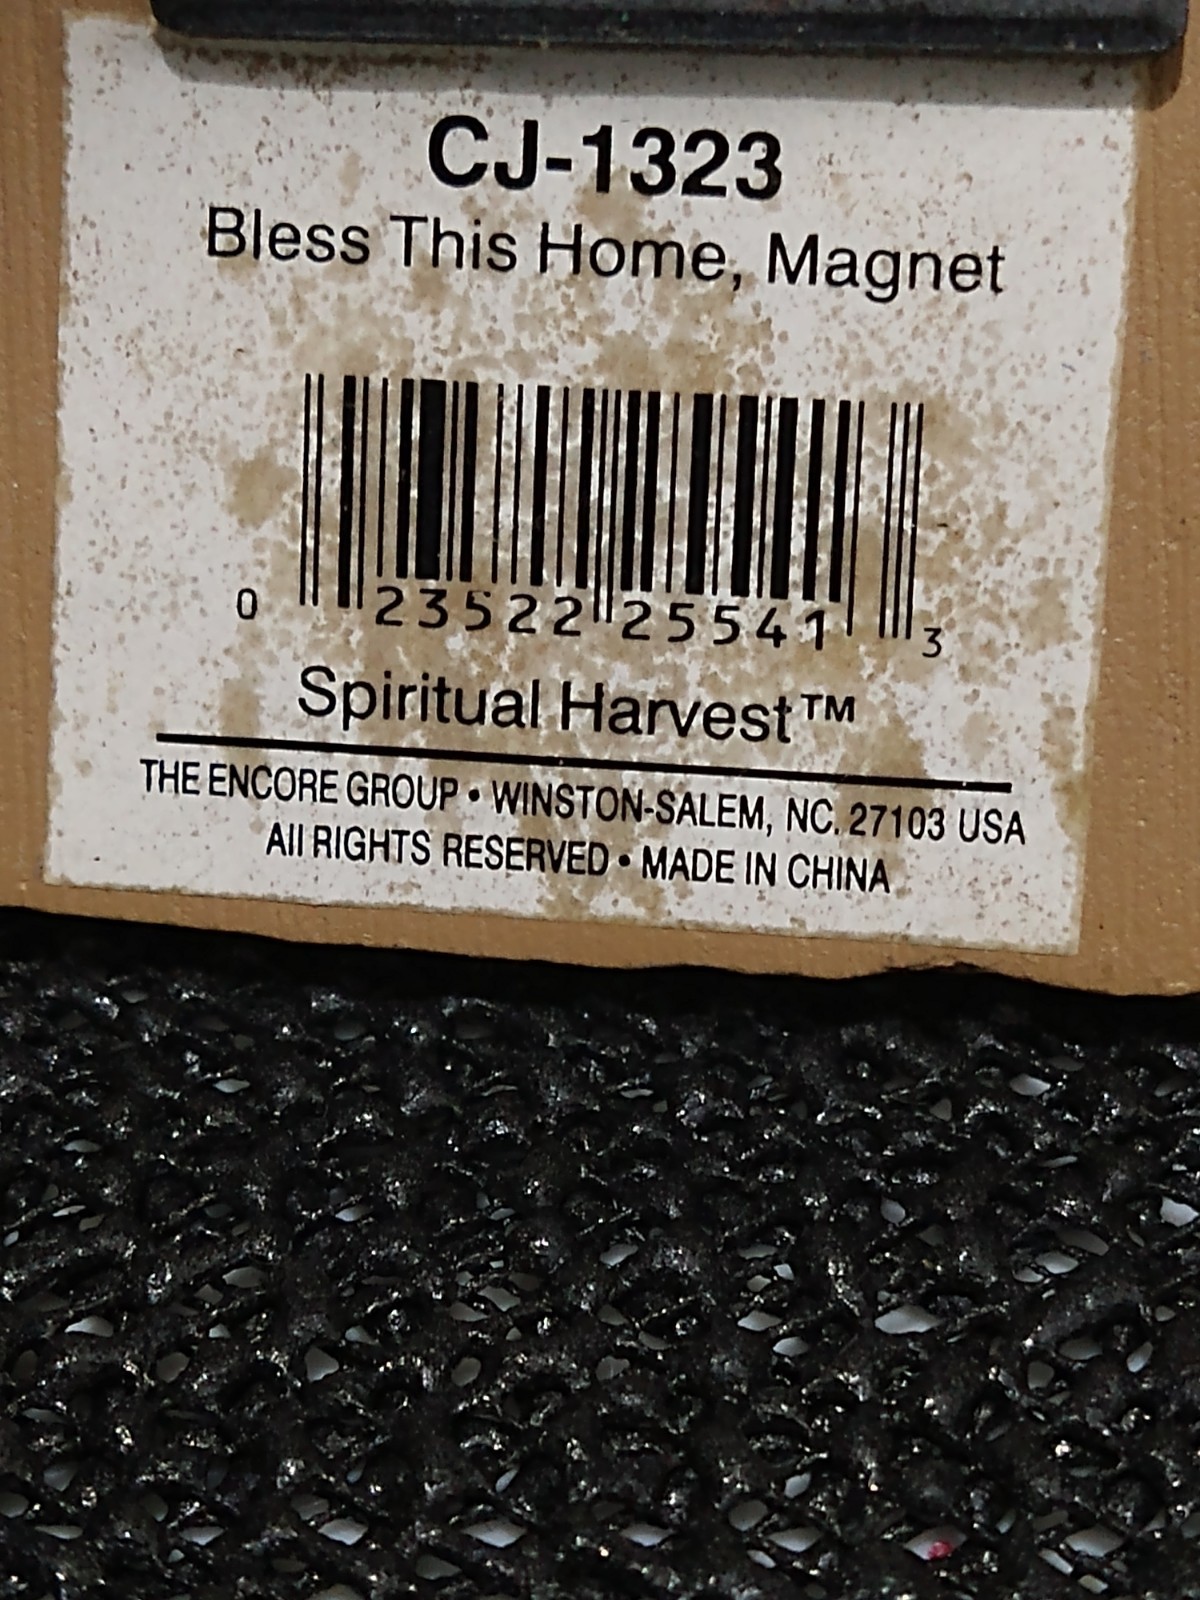 CJ-1323
Bless This Home, Magnet
0 23522 25541 3
Spiritual Harvest™
THE ENCORE GROUP • WINSTON-SALEM, NC. 27103 USA
All RIGHTS RESERVED • MADE IN CHINA